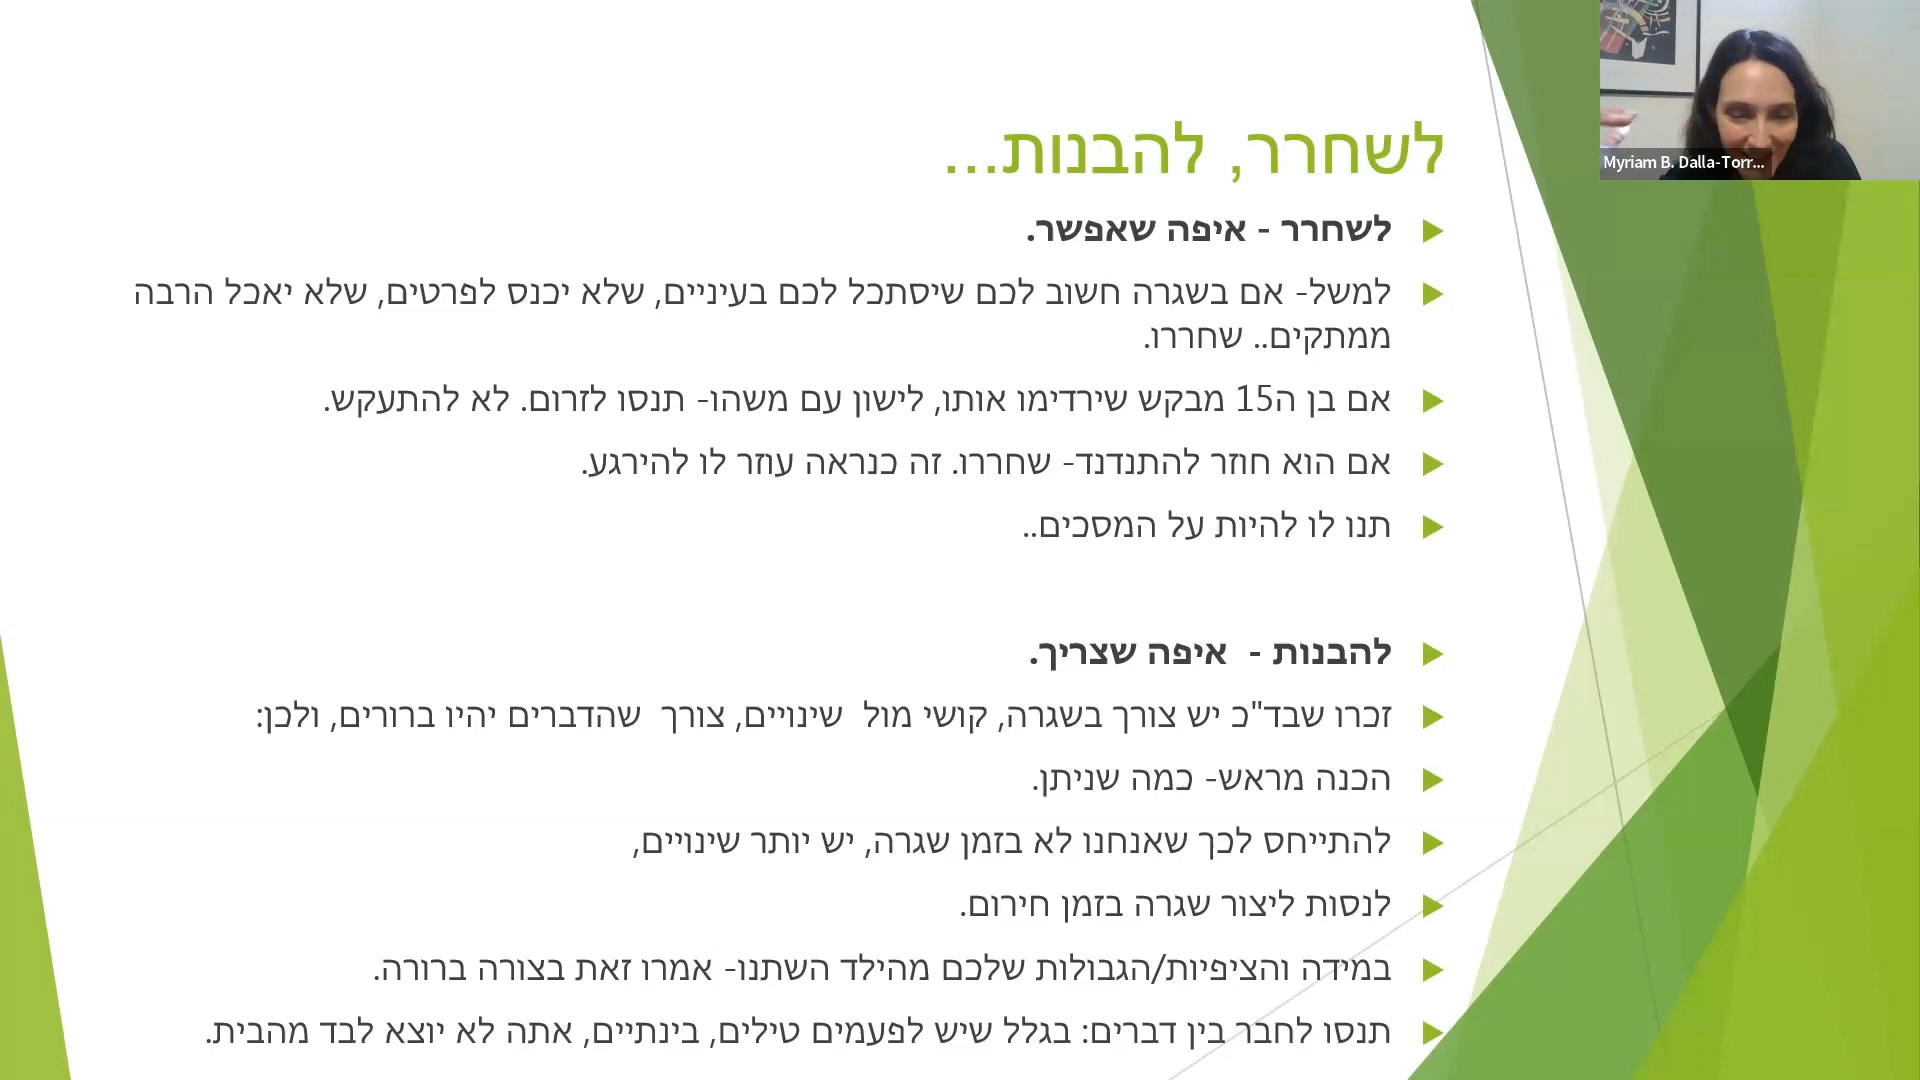 לשחרר, להבנות...
לשחרר - איפה שאפשר.
למשל- אם בשגרה חשוב לכם שיסתכל לכם בעיניים, שלא יכנס לפרטים, שלא יאכל הרבה
ממתקים.. שחררו.
אם בן ה15 מבקש שירדימו אותו, לישון עם משהו- תנסו לזרום. לא להתעקש.
אם הוא חוזר להתנדנד- שחררו. זה כנראה עוזר לו להירגע.
תנו לו להיות על המסכים..
להבנות - איפה שצריך.
זכרו שבד"כ יש צורך בשגרה, קושי מול שינויים, צורך שהדברים יהיו ברורים, ולכן:
הכנה מראש- כמה שניתן.
להתייחס לכך שאנחנו לא בזמן שגרה, יש יותר שינויים,
לנסות ליצור שגרה בזמן חירום.
במידה והציפיות/הגבולות שלכם מהילד השתנו- אמרו זאת בצורה ברורה.
תנסו לחבר בין דברים: בגלל שיש לפעמים טילים, בינתיים, אתה לא יוצא לבד מהבית.
Myriam B. Dalla-Torr...